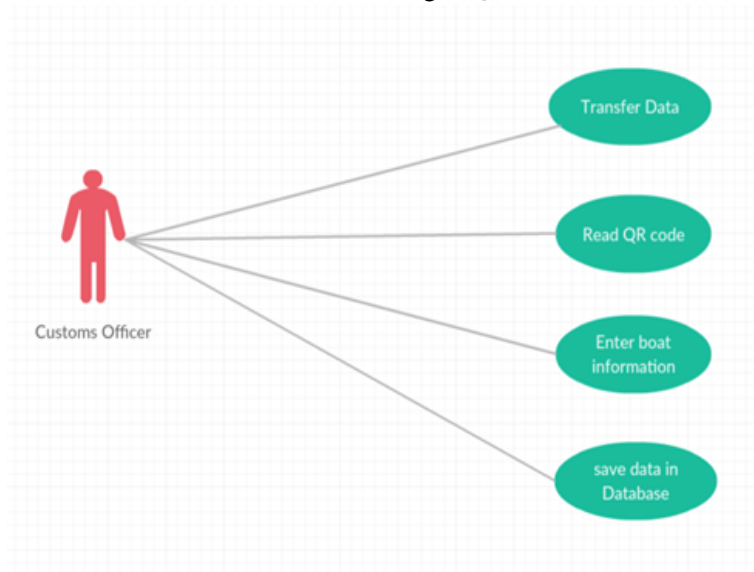 Transfer Data
Read QR code
Customs Officer
Enter boat
information
save data in
Database